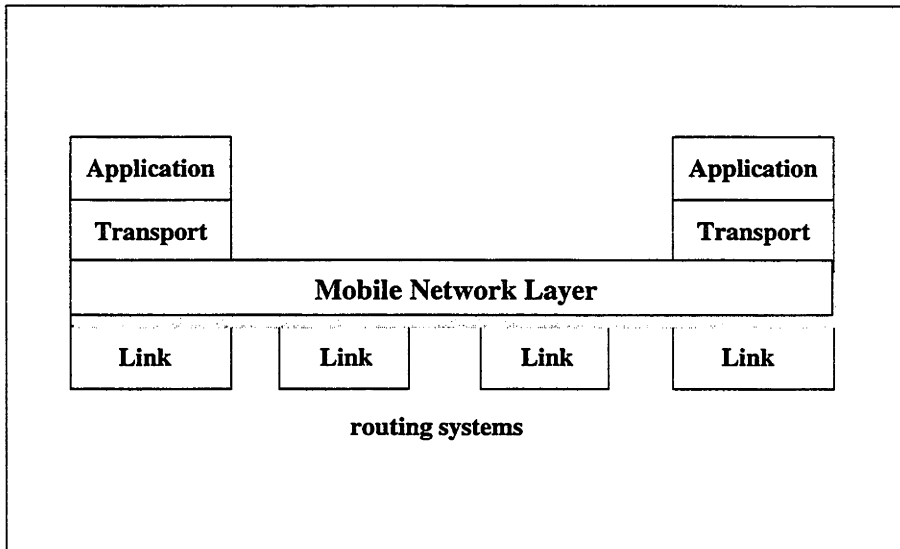 Application
Application
Transport
Transport
Mobile Network Layer
Link
Link
Link
Link
routing systems